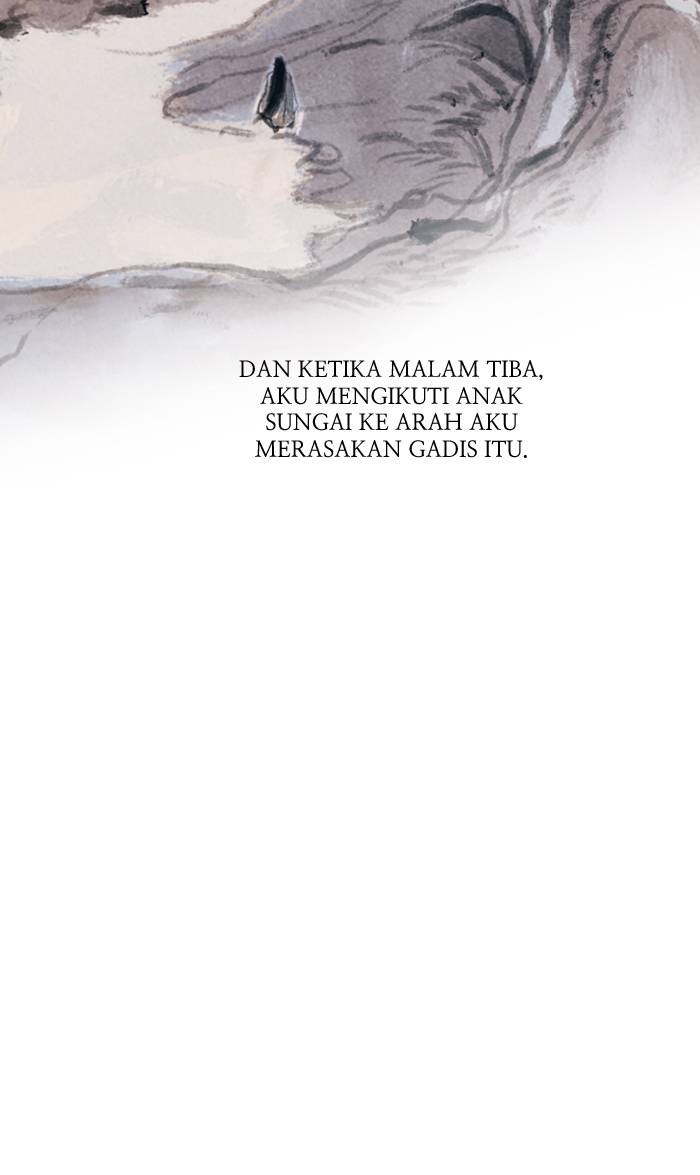 DAN KETIKA MALAM TIBA,
AKU MENGIKUTI ANAK
SUNGAI KE ARAH AKU
MERASAKAN GADIS ITU.